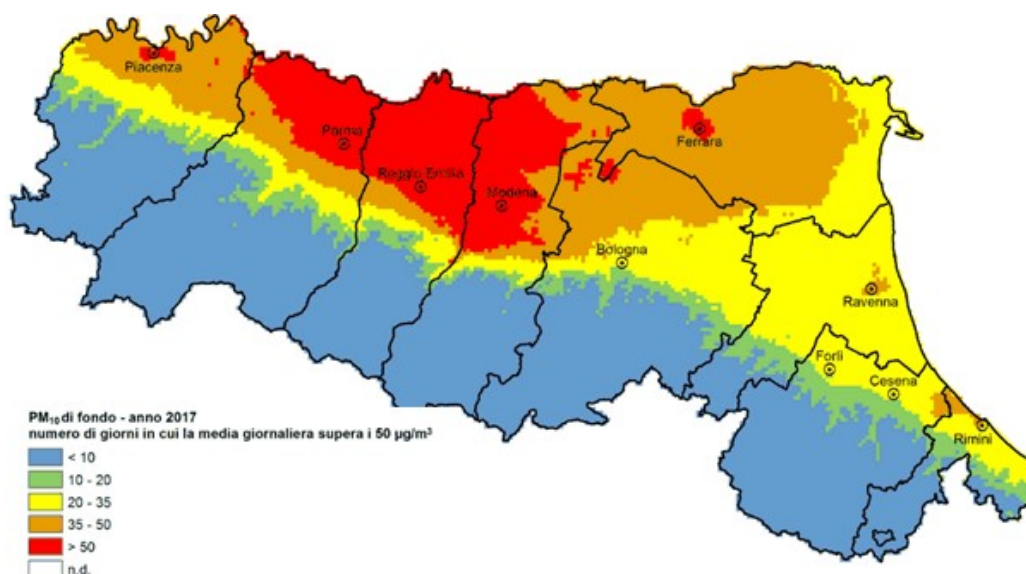 Piacenza
Parma
Reggio Emilia
Modena
Ferrara
Bologna
Ravenna
Forlì
Cesena
Rimini
PM₁₀ di fondo - anno 2017
numero di giorni in cui la media giornaliera supera i 50 µg/m³
< 10
10 - 20
20 - 35
35 - 50
> 50
n.d.